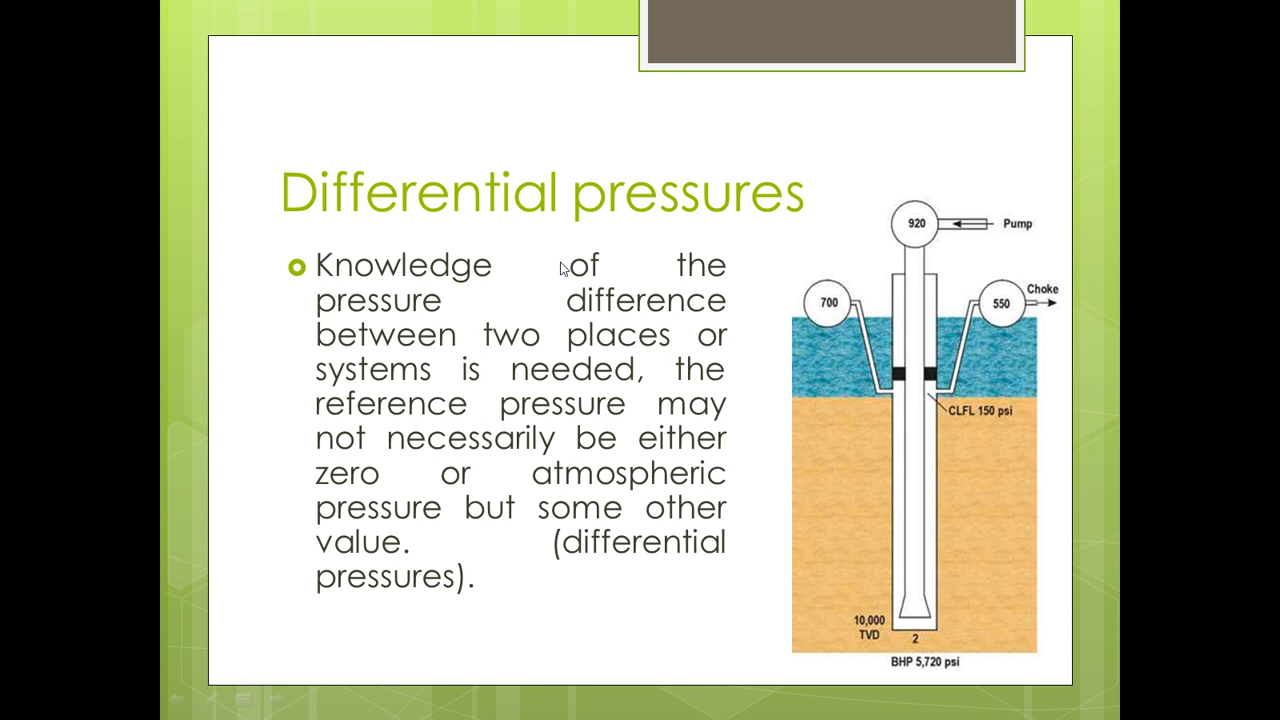 Differential pressures
Knowledge of the
pressure difference
between two places or
systems is needed, the
reference pressure may
not necessarily be either
zero or atmospheric
pressure but some other
value. (differential
pressures).
920
Pump
700
550
Choke
CLFL 150 psi
10,000
TVD
2
BHP 5,720 psi